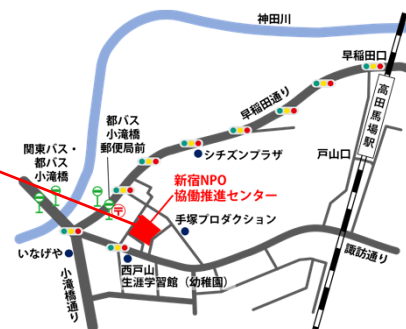 神田川
早稲田口
早稲田通り
高田馬場駅
都バス
小滝橋
郵便局前
関東バス・
都バス
小滝橋
シチズンプラザ
戸山口
新宿NPO
協働推進センター
手塚プロダクション
諏訪通り
いなげや
西戸山
生涯学習館(幼稚園)
小滝橋通り